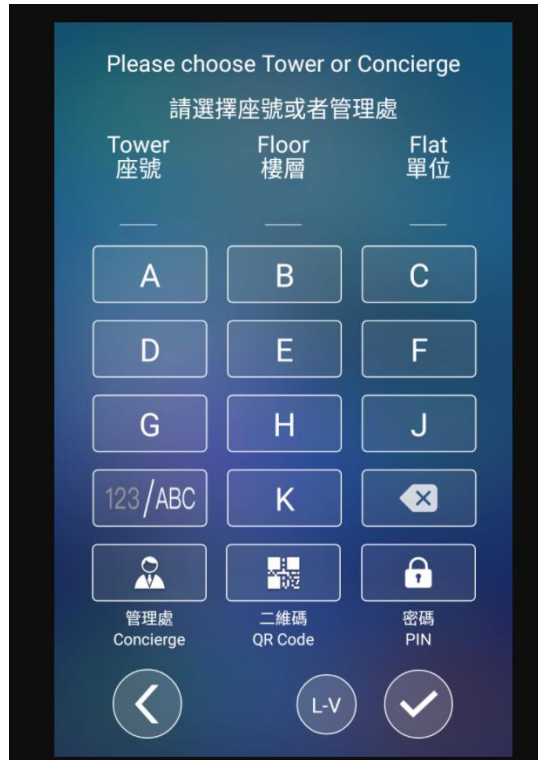 Please choose Tower or Concierge
請選擇座號或者管理處
Tower Floor Flat
座號 樓層 單位
A B C
D E F
G H J
123/ABC K
管理處 二維碼 密碼
Concierge QR Code PIN
L-V